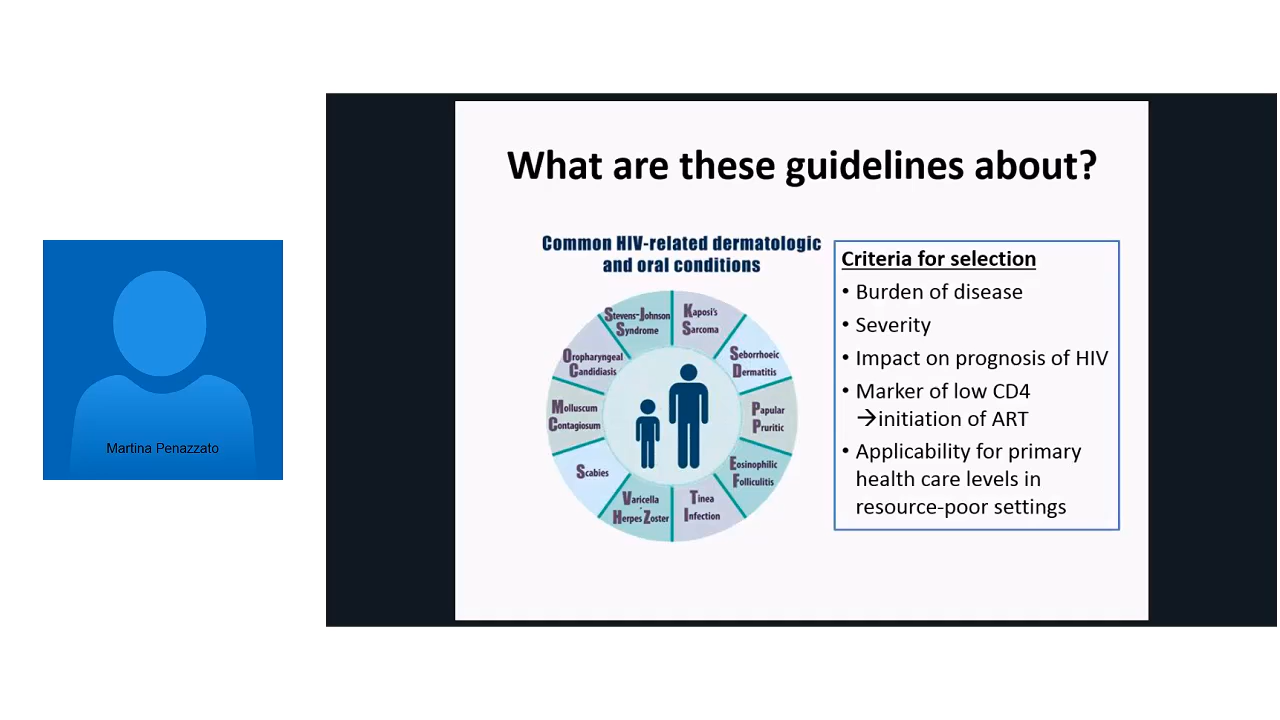 What are these guidelines about?
Common HIV-related dermatologic
and oral conditions
Stevens-Johnson
Syndrome
Kaposi's
Sarcoma
Seborrhoeic
Dermatitis
Papular
Pruritic
Eosinophilic
Folliculitis
Tinea
Infection
Varicella
Herpes Zoster
Scabies
Molluscum
Contagiosum
Oropharyngeal
Candidiasis
Criteria for selection
• Burden of disease
• Severity
• Impact on prognosis of HIV
• Marker of low CD4
→initiation of ART
• Applicability for primary
health care levels in
resource-poor settings
Martina Penazzato